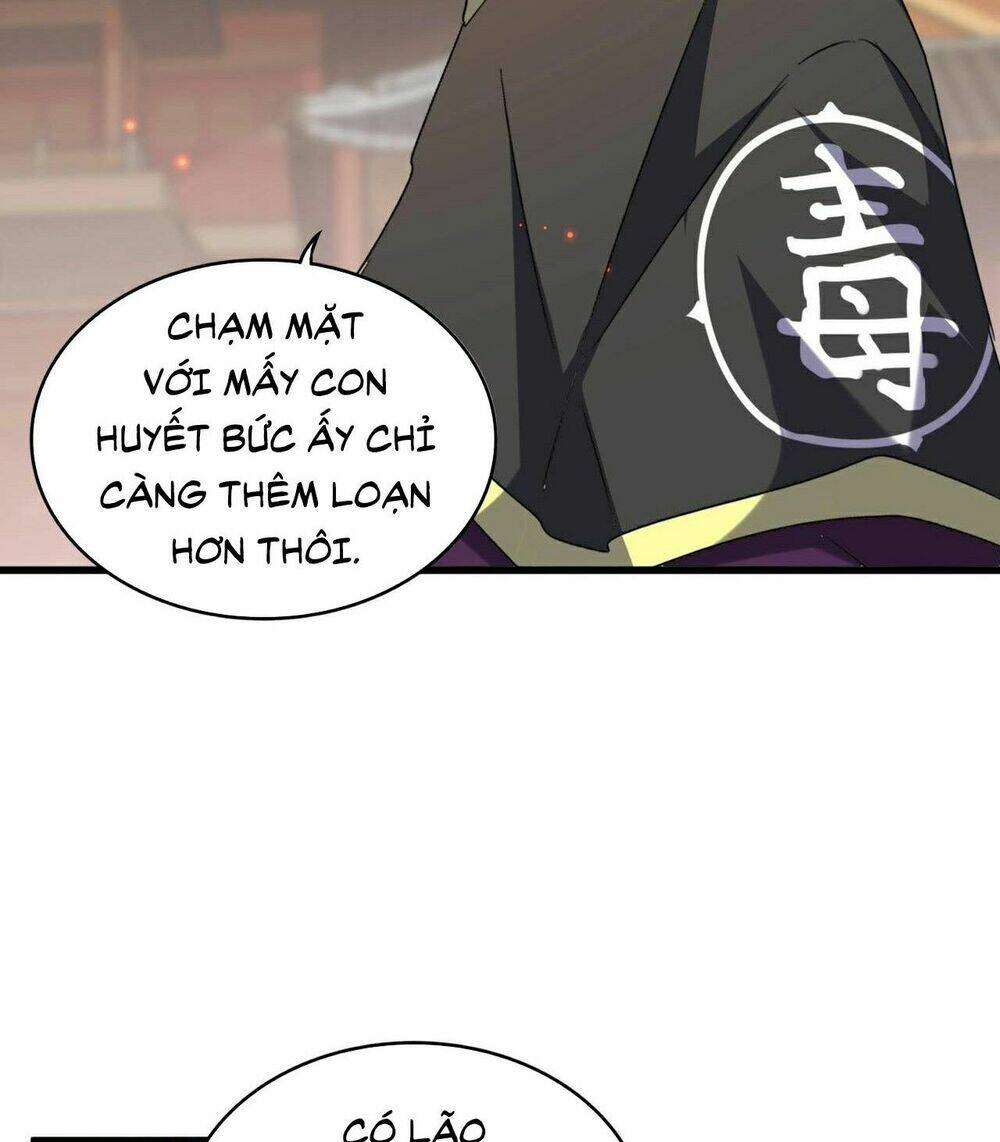 毒
CHẠM MẶT
VỚI MẤY CON
HUYẾT BỨC ẤY CHỈ
CÀNG THÊM LOẠN
HƠN THÔI.
CÓ LÃO